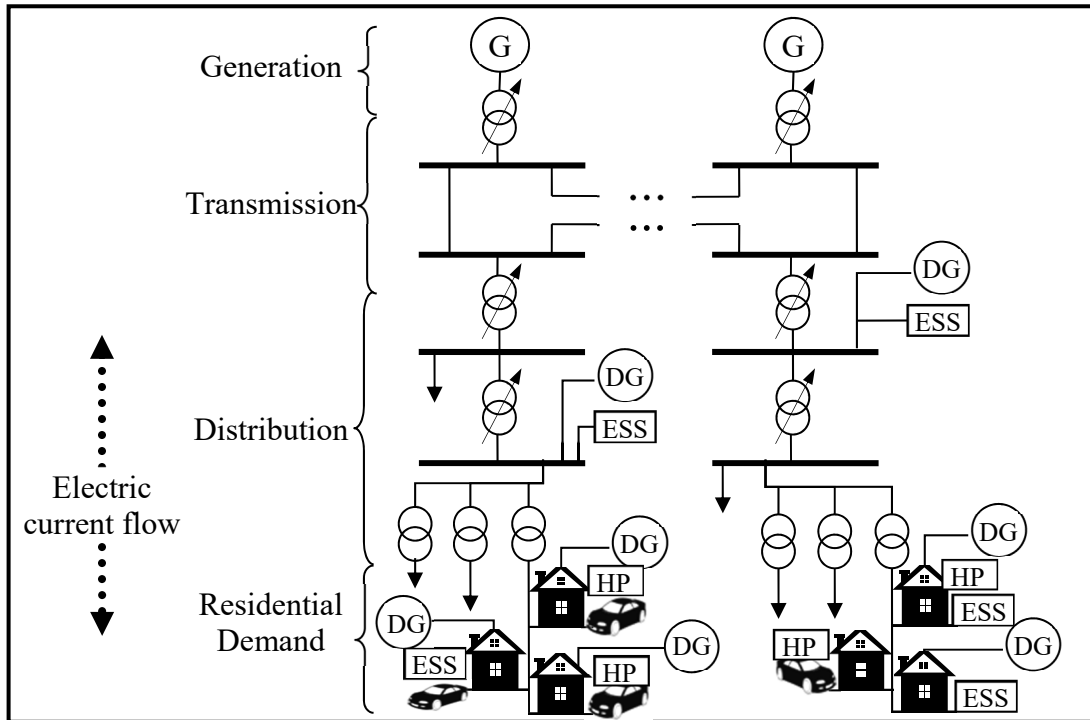 G
G
Generation
Transmission
•••
•••
DG
ESS
DG
ESS
Distribution
Electric
current flow
DG
HP
DG
HP
ESS
Residential
Demand
DG
ESS
DG
HP
HP
DG
ESS